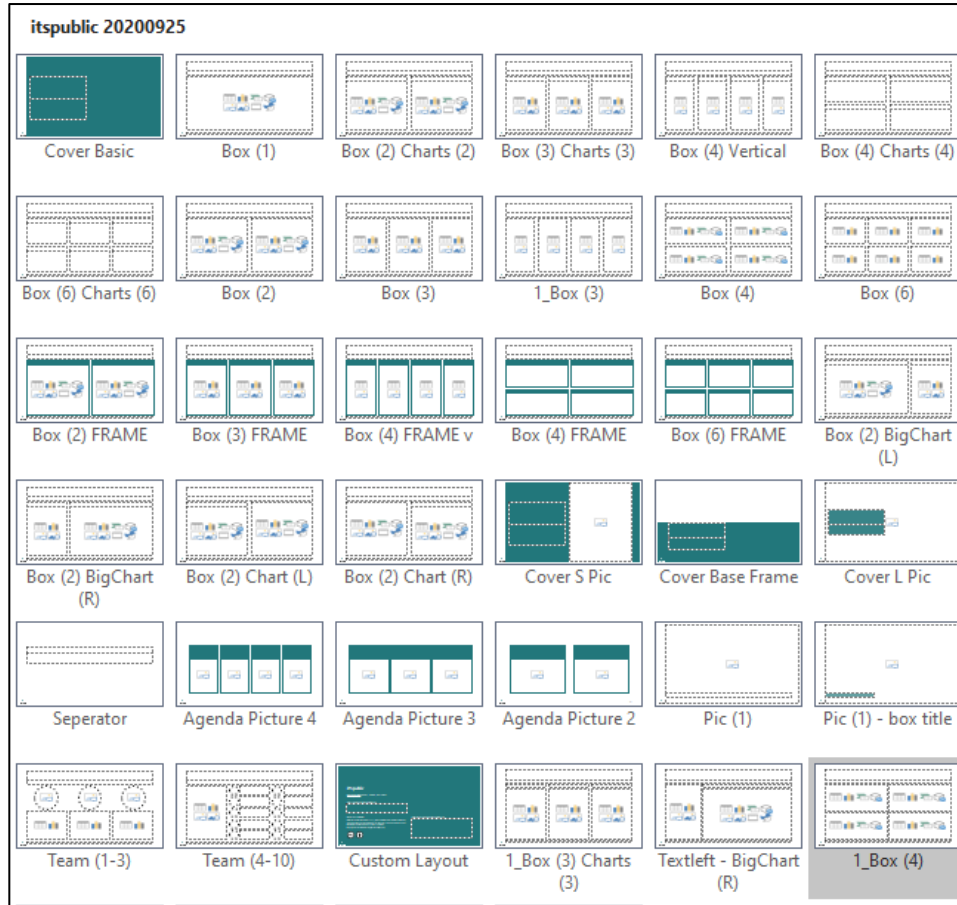 itspublic 20200925
Cover Basic
Box (1)
Box (2) Charts (2)
Box (3) Charts (3)
Box (4) Vertical
Box (4) Charts (4)
Box (6) Charts (6)
Box (2)
Box (3)
1_Box (3)
Box (4)
Box (6)
Box (2) FRAME
Box (3) FRAME
Box (4) FRAME v
Box (4) FRAME
Box (6) FRAME
Box (2) BigChart
(L)
Box (2) BigChart
(R)
Box (2) Chart (L)
Box (2) Chart (R)
Cover S Pic
Cover Base Frame
Cover L Pic
Seperator
Agenda Picture 4
Agenda Picture 3
Agenda Picture 2
Pic (1)
Pic (1) - box title
Team (1-3)
Team (4-10)
Custom Layout
1_Box (3) Charts
(3)
Textleft - BigChart
(R)
1_Box (4)